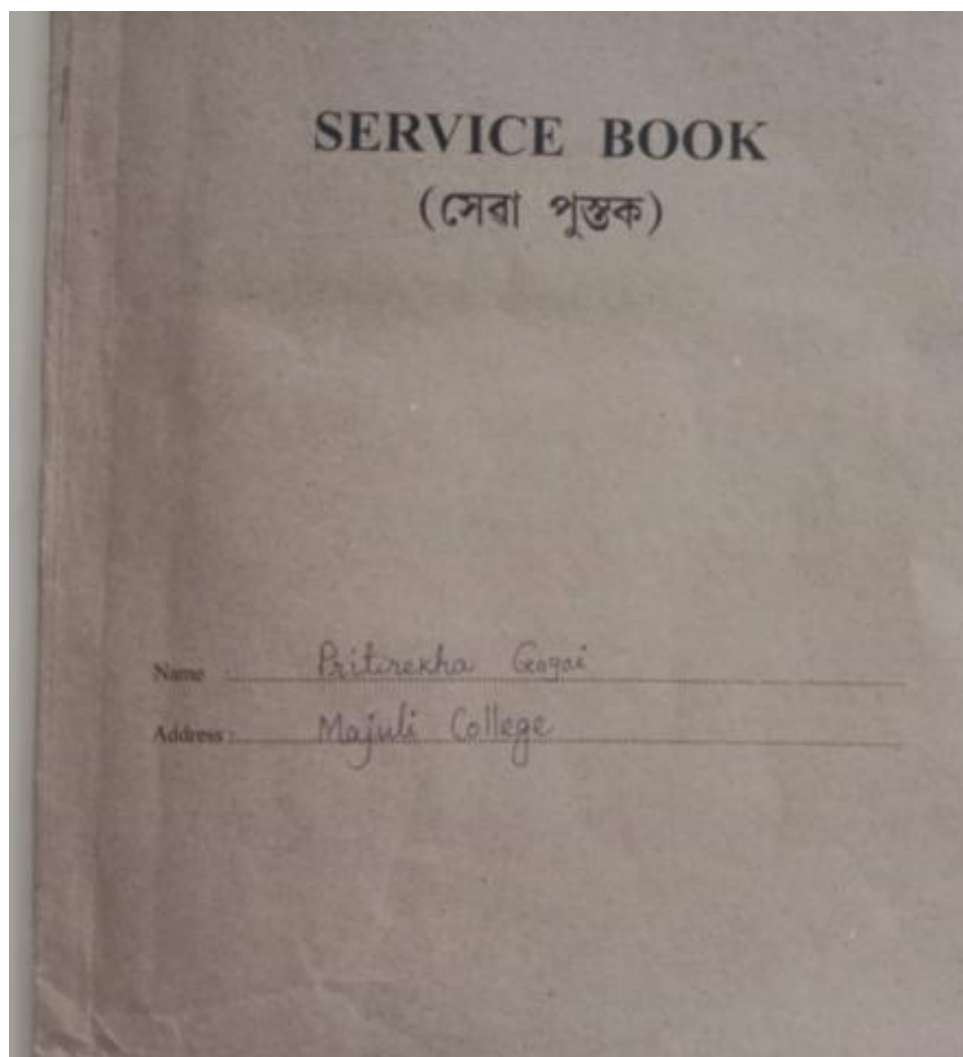 SERVICE BOOK
(সেৱা পুস্তক)
Name : Pritirekha Gogoi
Address : Majuli College